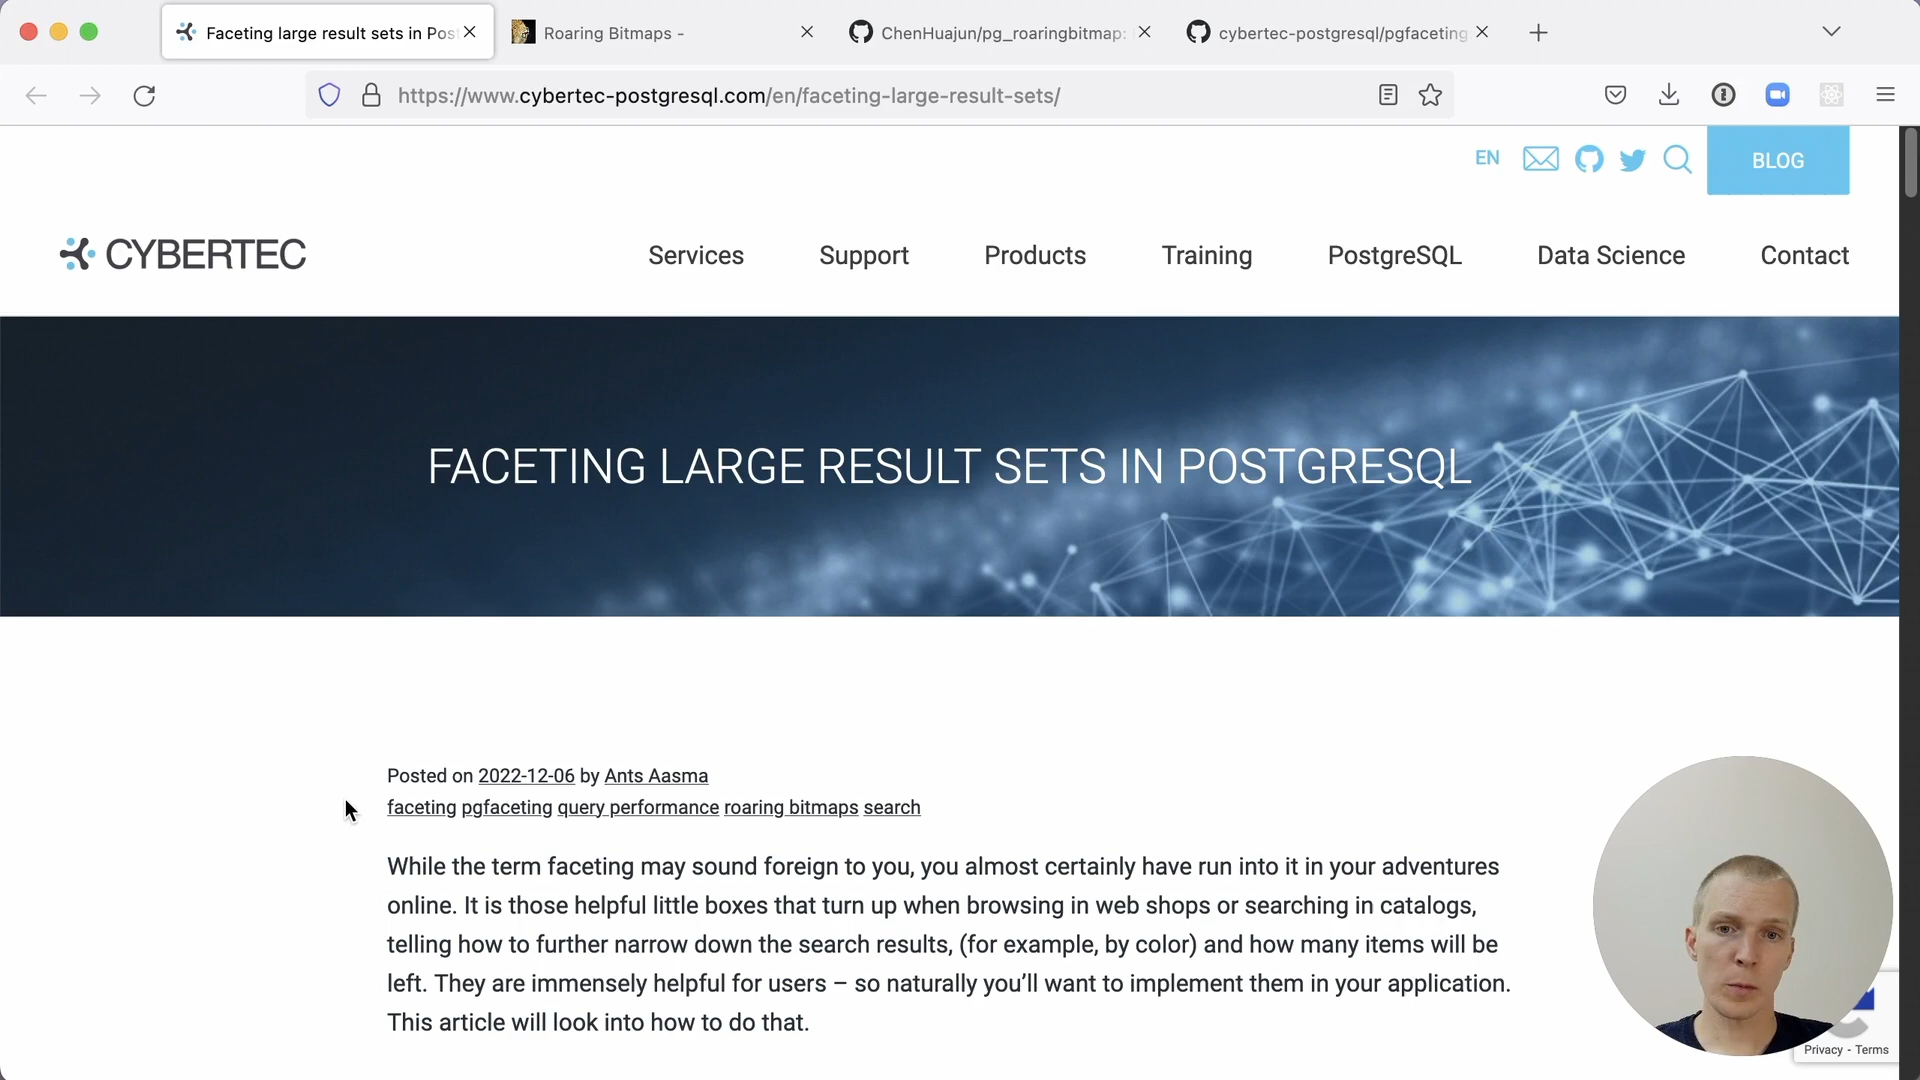 Faceting large result sets in Pos
Roaring Bitmaps -
ChenHuajun/pg_roaringbitmap:
cybertec-postgresql/pgfaceting
https://www.cybertec-postgresql.com/en/faceting-large-result-sets/
EN
BLOG
CYBERTEC
Services
Support
Products
Training
PostgreSQL
Data Science
Contact
FACETING LARGE RESULT SETS IN POSTGRESQL
Posted on 2022-12-06 by Ants Aasma
faceting pgfaceting query performance roaring bitmaps search
While the term faceting may sound foreign to you, you almost certainly have run into it in your adventures
online. It is those helpful little boxes that turn up when browsing in web shops or searching in catalogs,
telling how to further narrow down the search results, (for example, by color) and how many items will be
left. They are immensely helpful for users – so naturally you’ll want to implement them in your application.
This article will look into how to do that.
Privacy - Terms